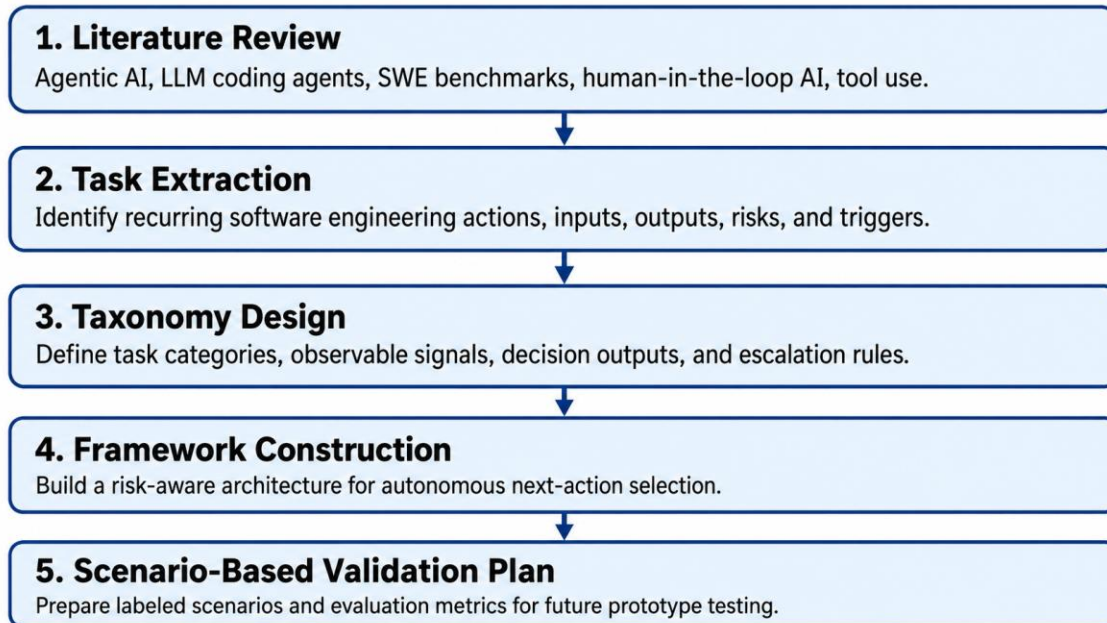 1. Literature Review
Agentic AI, LLM coding agents, SWE benchmarks, human-in-the-loop AI, tool use.
2. Task Extraction
Identify recurring software engineering actions, inputs, outputs, risks, and triggers.
3. Taxonomy Design
Define task categories, observable signals, decision outputs, and escalation rules.
4. Framework Construction
Build a risk-aware architecture for autonomous next-action selection.
5. Scenario-Based Validation Plan
Prepare labeled scenarios and evaluation metrics for future prototype testing.